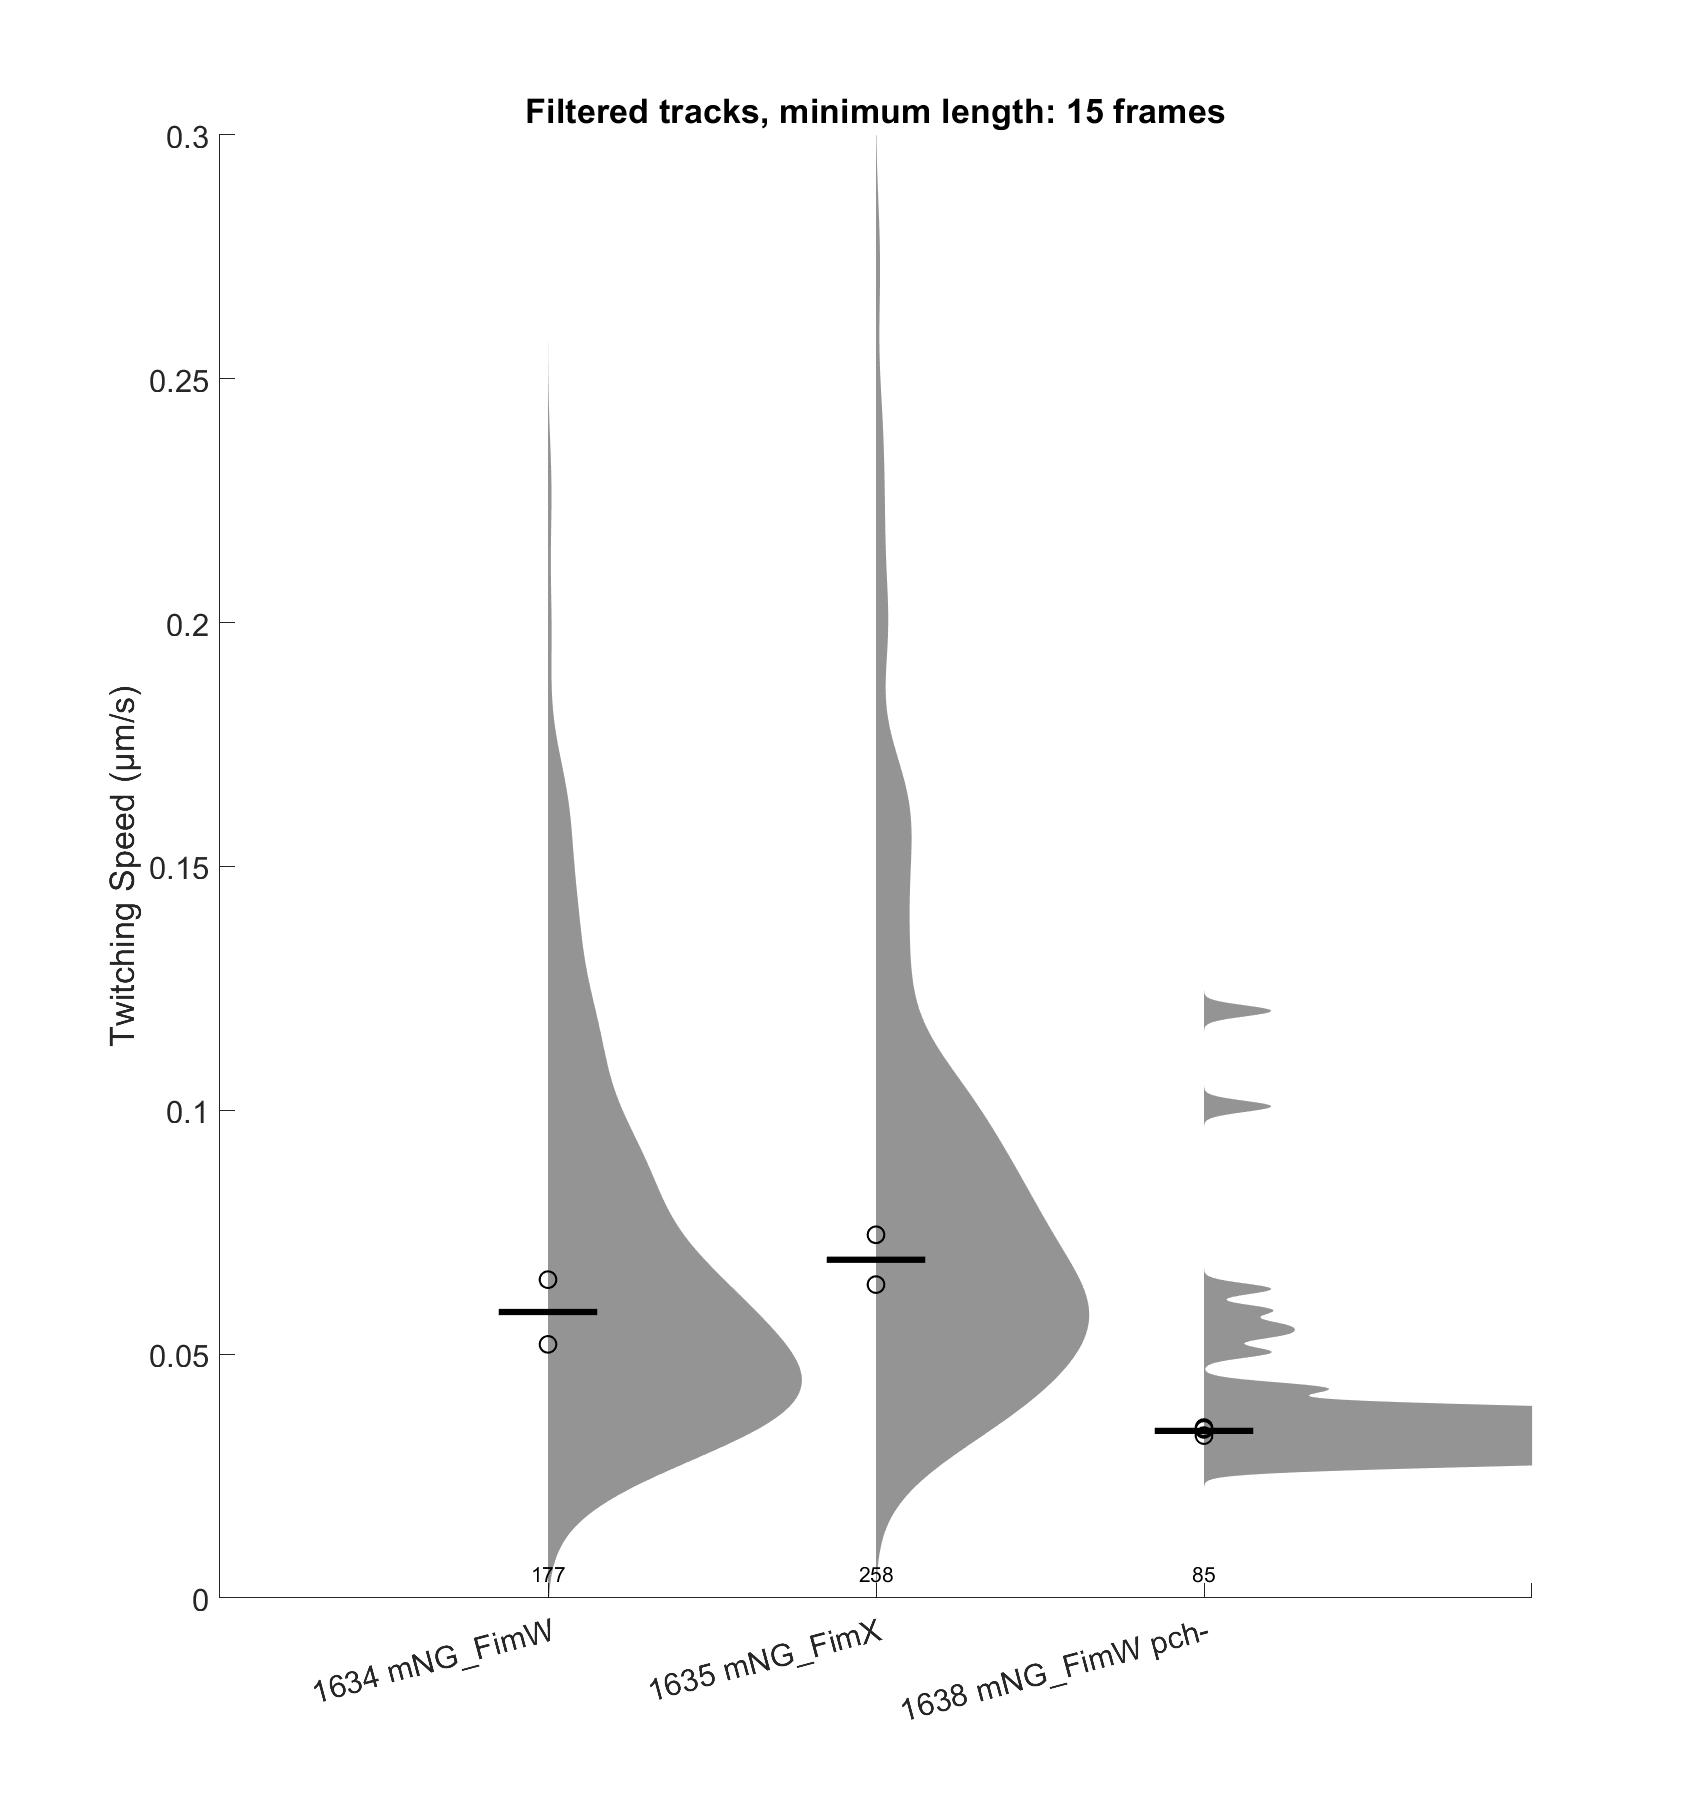 Filtered tracks, minimum length: 15 frames
0.3
0.25
0.2
0.15
0.1
0.05
0
Twitching Speed (µm/s)
177
258
85
1634 mNG_FimW
1635 mNG_FimX
1638 mNG_FimW pch-